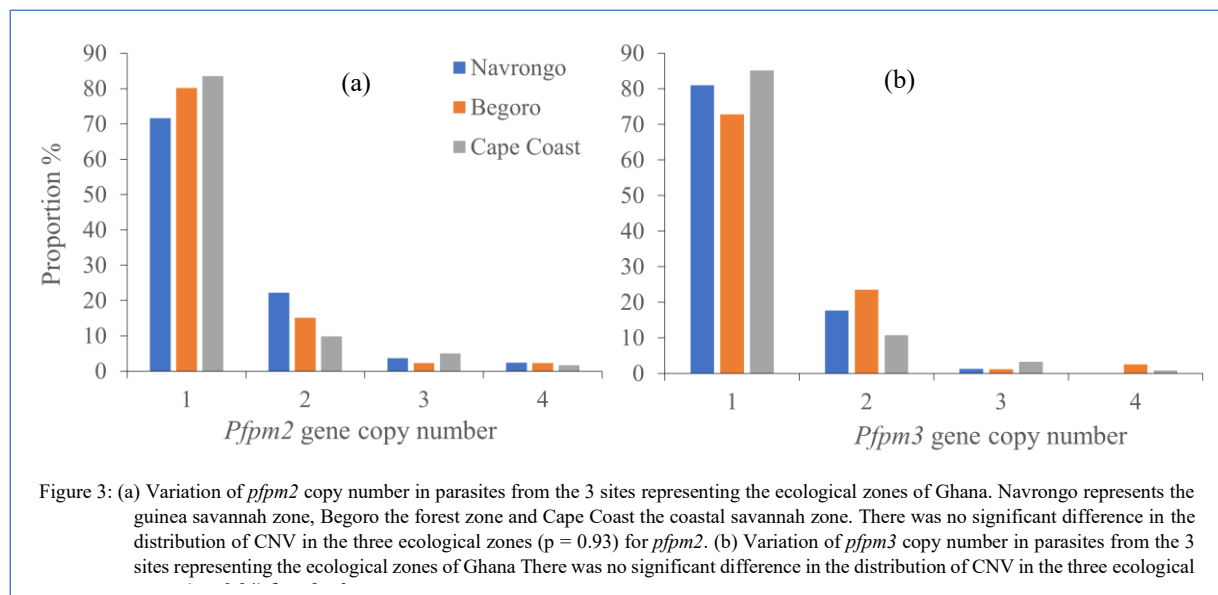 90
80
70
60
50
40
30
20
10
0
Proportion %
(a)
Navrongo
Begoro
Cape Coast
1 2 3 4
Pfpm2 gene copy number
90
80
70
60
50
40
30
20
10
0
(b)
1 2 3 4
Pfpm3 gene copy number
Figure 3: (a) Variation of pfpm2 copy number in parasites from the 3 sites representing the ecological zones of Ghana. Navrongo represents the
guinea savannah zone, Begoro the forest zone and Cape Coast the coastal savannah zone. There was no significant difference in the
distribution of CNV in the three ecological zones (p = 0.93) for pfpm2. (b) Variation of pfpm3 copy number in parasites from the 3
sites representing the ecological zones of Ghana There was no significant difference in the distribution of CNV in the three ecological